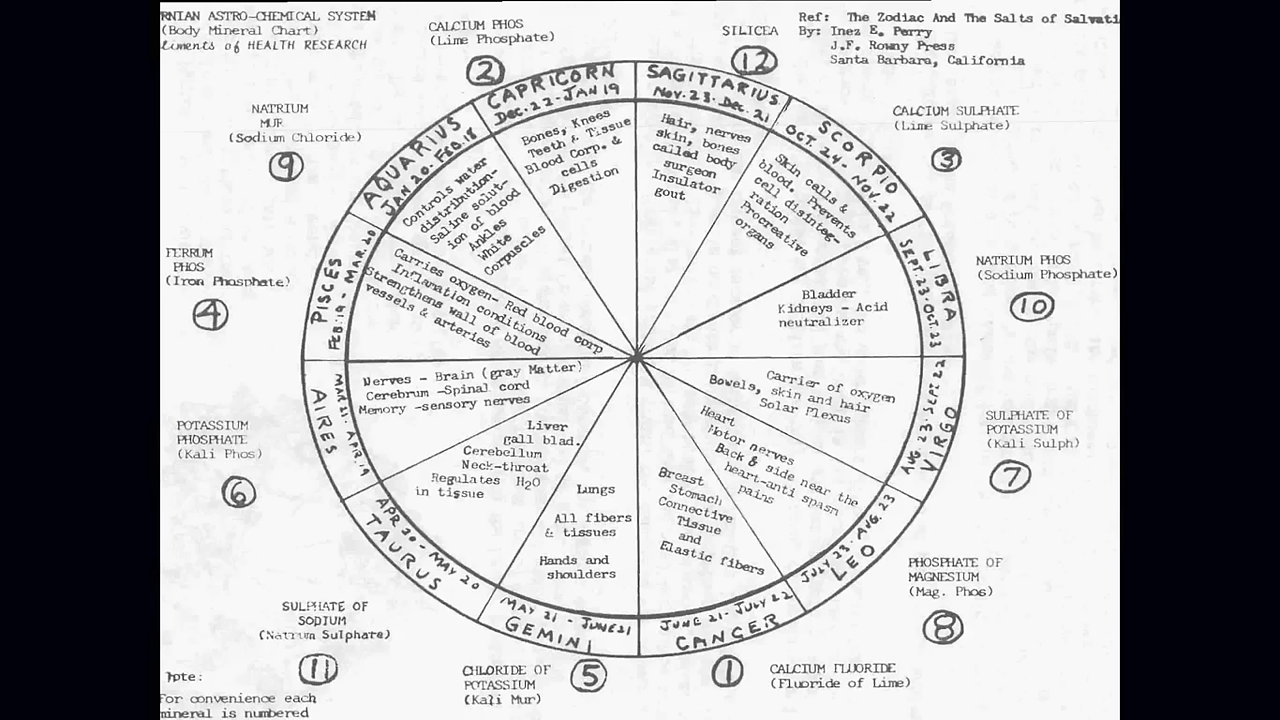 RNIAN ASTRO-CHEMICAL SYSTEM
(Body Mineral Chart)
liments of HEALTH RESEARCH
CALCIUM PHOS
(Lime Phosphate)
2
SILICEA
12
Ref: The Zodiac And The Salts of Salvati
By: Inez E. Perry
J.F. Rowny Press
Santa Barbara, California
NATRIUM
MUR
(Sodium Chloride)
9
CALCIUM SULPHATE
(Lime Sulphate)
3
FERRUM
PHOS
(Iron Phosphate)
4
NATRIUM PHOS
(Sodium Phosphate)
10
POTASSIUM
PHOSPHATE
(Kali Phos)
6
SULPHATE OF
POTASSIUM
(Kali Sulph)
7
SULPHATE OF
SODIUM
(Natrium Sulphate)
11
PHOSPHATE OF
MAGNESIUM
(Mag. Phos)
8
CHLORIDE OF
POTASSIUM
(Kali Mur)
5
1
CALCIUM FLUORIDE
(Fluoride of Lime)
CAPRICORN
DEC. 22 - JAN 19
Bones, Knees
Teeth & Tissue
Blood Corp. &
cells
Digestion
SAGITTARIUS
NOV. 23 - DEC. 21
Hair, nerves
skin, bones
called body
surgeon
Insulator
gout
SCORPIO
OCT. 24 - NOV. 22
Skin cells &
blood. Prevents
cell disinteg-
ration
Procreative
organs
LIBRA
SEPT. 23 - OCT. 23
Bladder
Kidneys - Acid
neutralizer
VIRGO
AUG. 23 - SEPT. 22
Carrier of oxygen
Bowels, skin and hair
Solar Plexus
LEO
JULY 23 - AUG. 23
Heart
Motor nerves
Back & side near the
heart-anti spasm
pains
CANCER
JUNE 21 - JULY 22
Breast
Stomach
Connective
Tissue
and
Elastic fibers
GEMINI
MAY 21 - JUNE 21
Lungs
All fibers
& tissues
Hands and
shoulders
TAURUS
APR. 20 - MAY 20
Liver
gall blad.
Cerebellum
Neck-throat
Regulates H2O
in tissue
AIRES
MAR 21 - APR. 19
Nerves - Brain (gray Matter)
Cerebrum -Spinal cord
Memory -sensory nerves
PISCES
FEB. 19 - MAR. 20
Carries oxygen- Red blood corp
Inflamation conditions
Strengthens wall of blood
vessels & arteries
AQUARIUS
JAN 20 - FEB. 18
Controls water
distribution-
Saline solut-
ion of blood
Ankles
White
Corpuscles
Note:
For convenience each
mineral is numbered